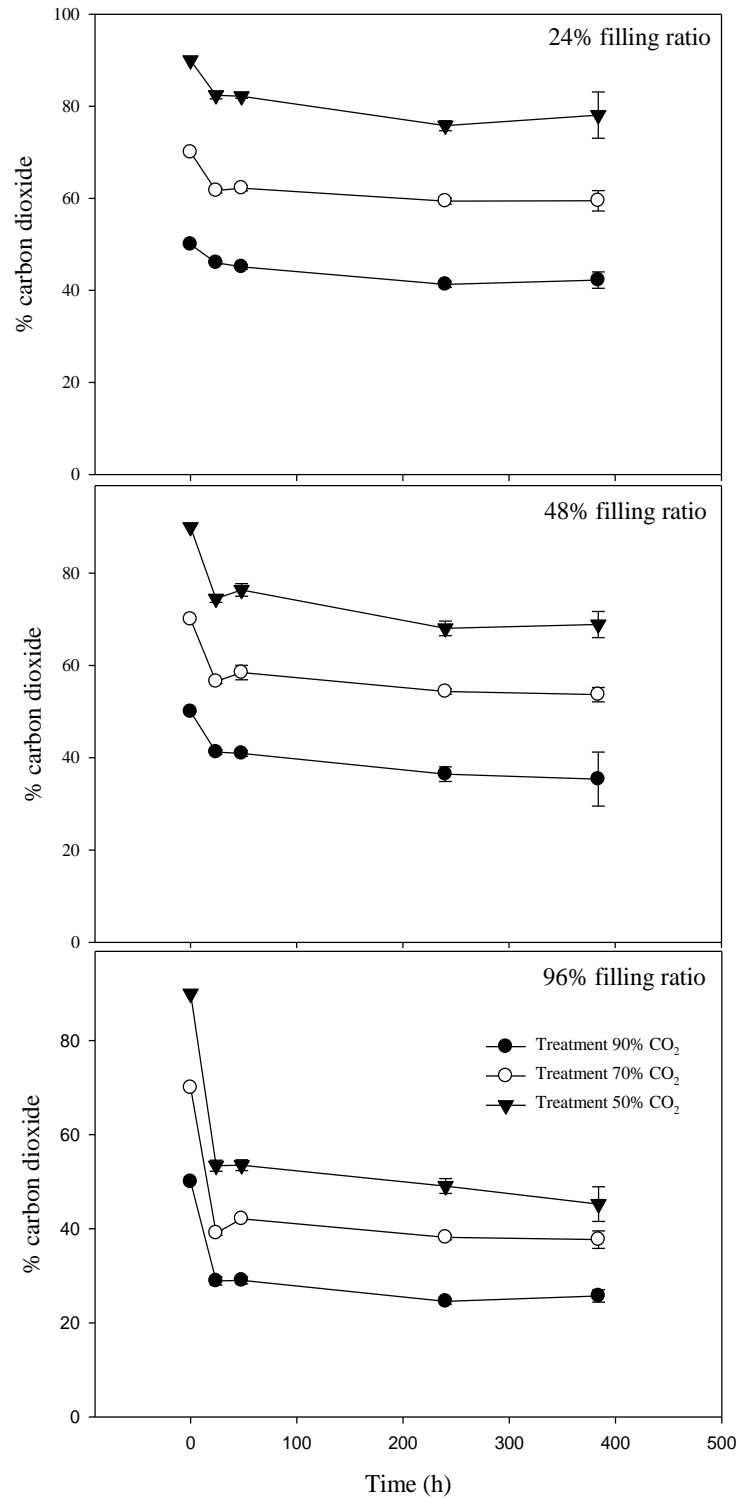 100
24% filling ratio
80
60
40
20
0
% carbon dioxide
48% filling ratio
80
60
40
20
0
% carbon dioxide
96% filling ratio
Treatment 90% CO₂
Treatment 70% CO₂
Treatment 50% CO₂
80
60
40
20
0
% carbon dioxide
0 100 200 300 400 500
Time (h)